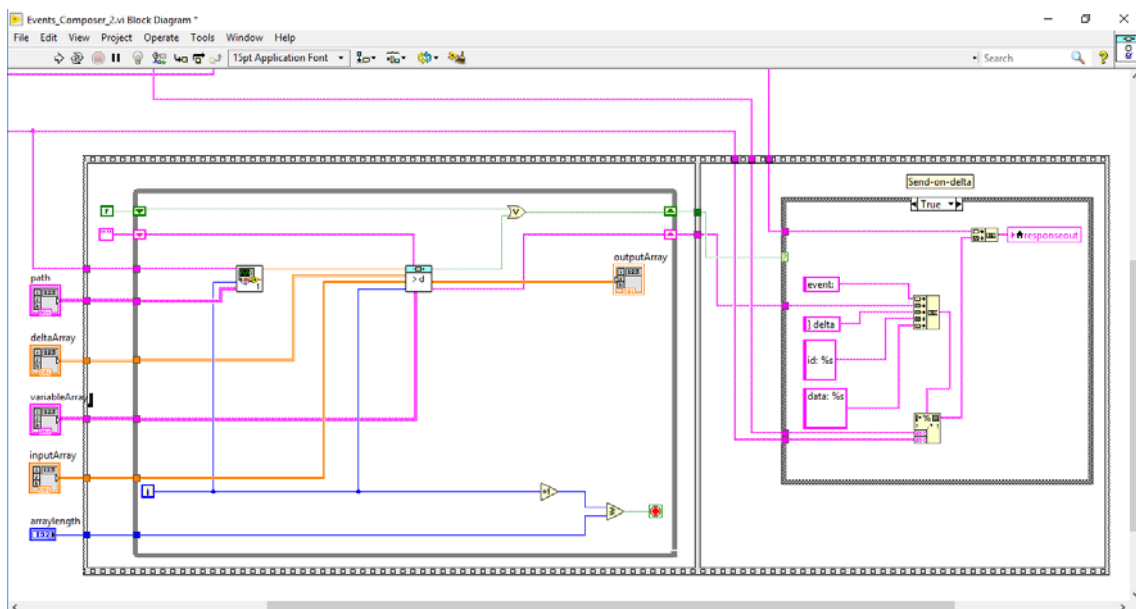 Events_Composer_2.vi Block Diagram *
File Edit View Project Operate Tools Window Help
15pt Application Font
Search
Send-on-delta
True
F
path
deltaArray
variableArray
inputArray
arraylength
outputArray
> d
i
event:
] delta
id: %s
data: %s
responseout